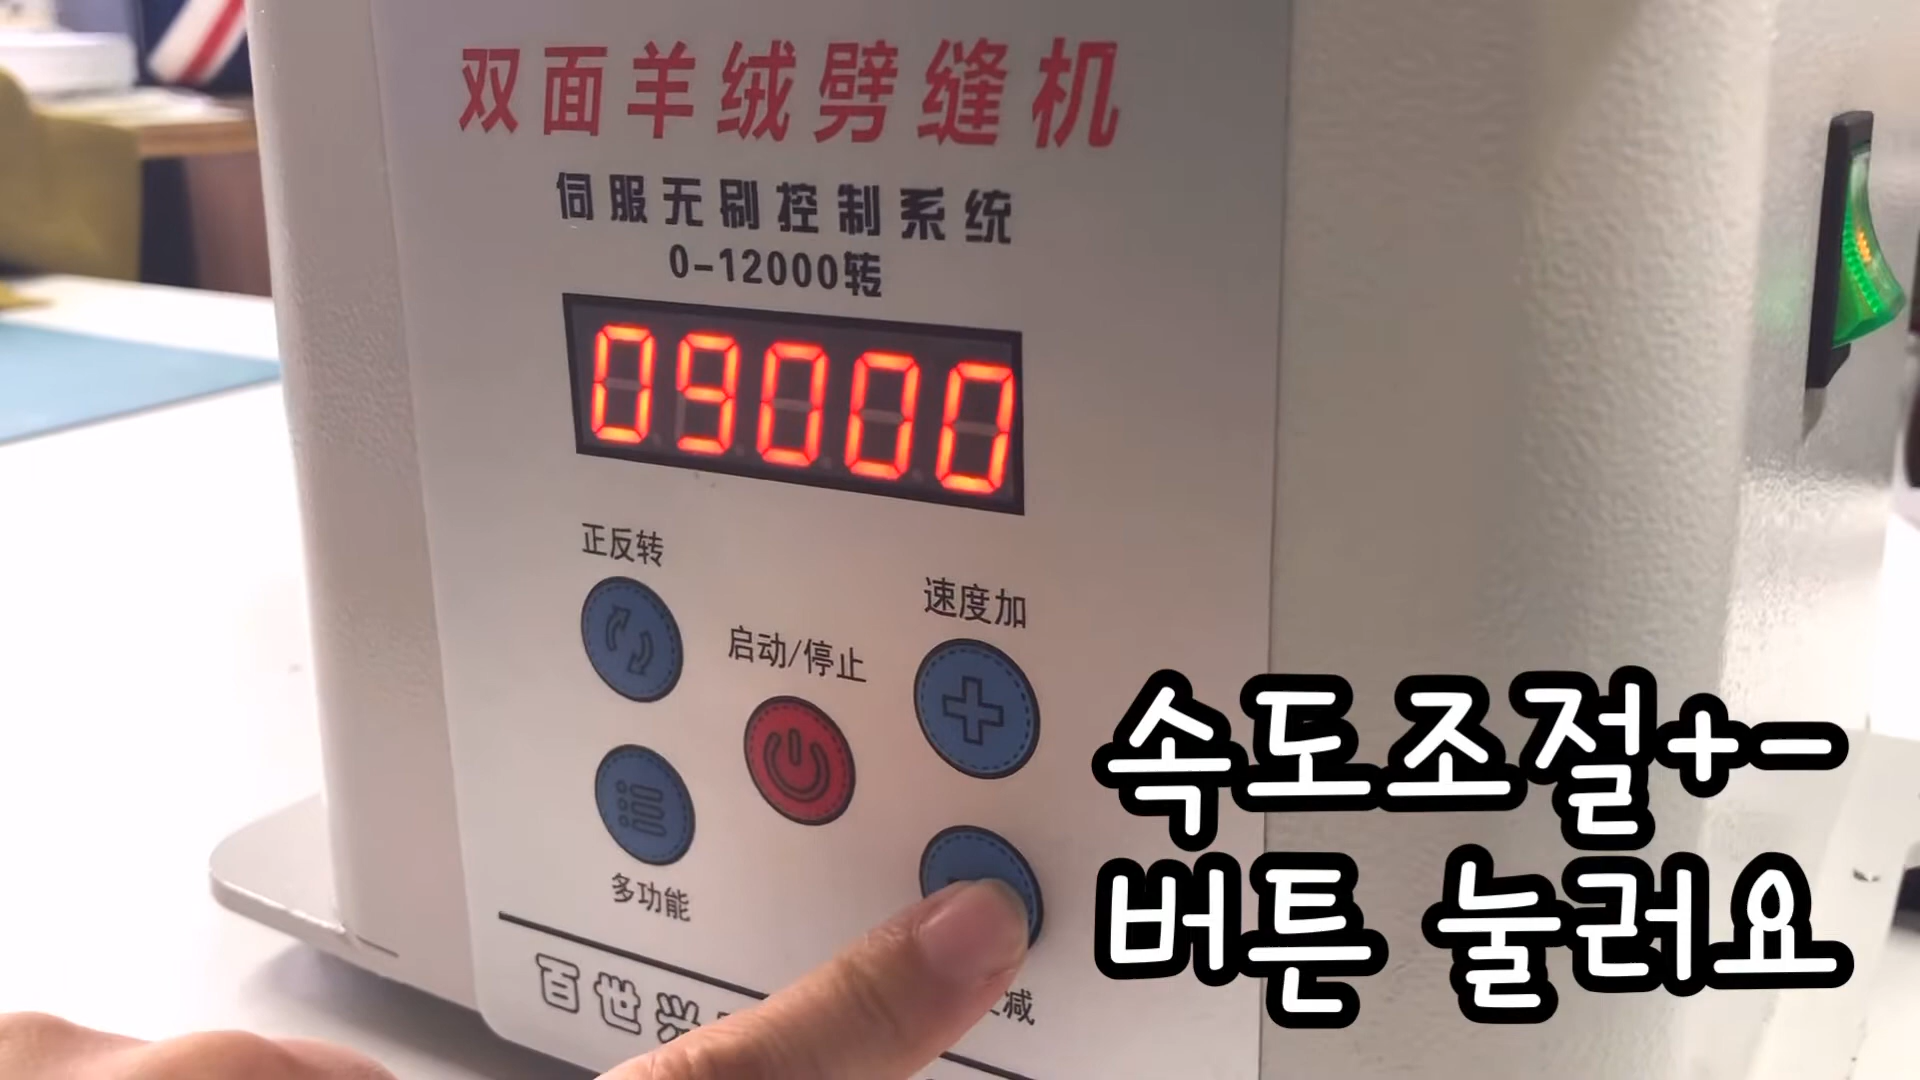 双面羊绒劈缝机
伺服无刷控制系统
0-12000转
09000
正反转
速度加
启动/停止
多功能
减
百世兴
속도조절+-
버튼 눌러요